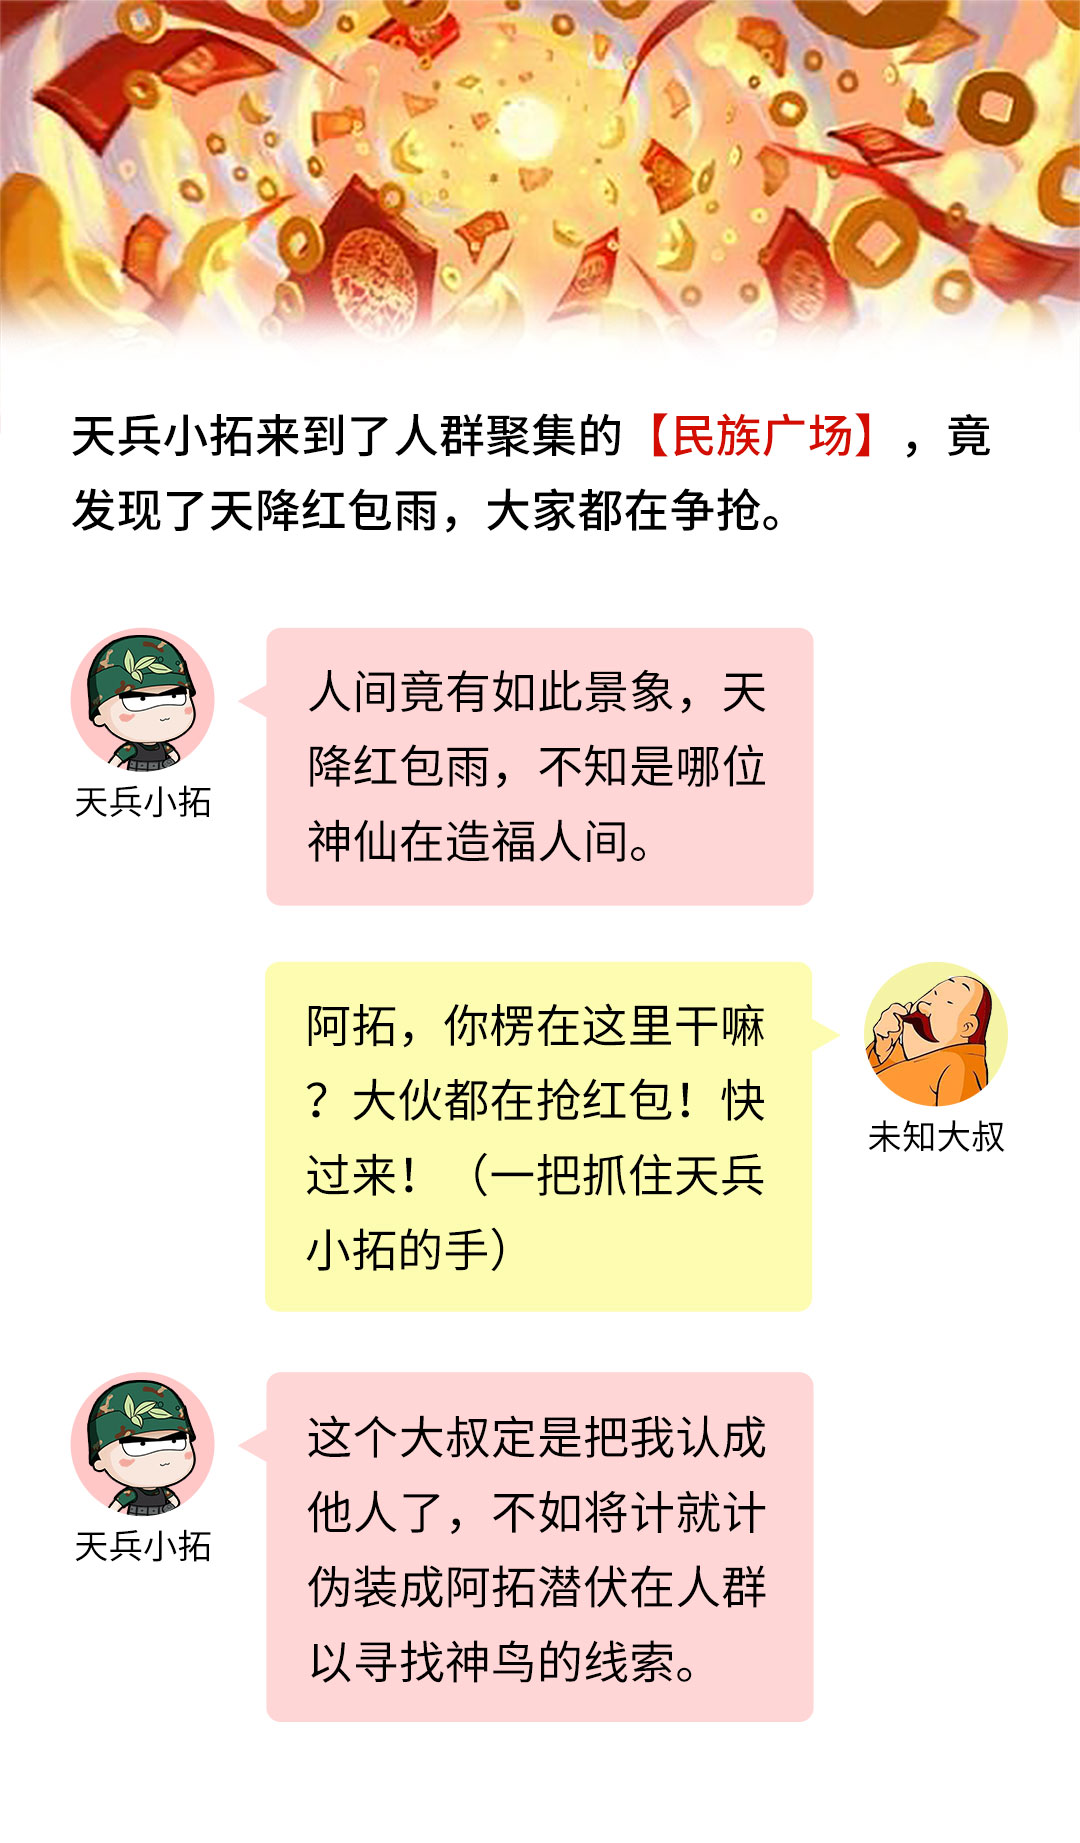 天兵小拓来到了人群聚集的【民族广场】，竟
发现了天降红包雨，大家都在争抢。
人间竟有如此景象，天
降红包雨，不知是哪位
神仙在造福人间。
天兵小拓
阿拓，你楞在这里干嘛
？大伙都在抢红包！快
过来！（一把抓住天兵
小拓的手）
未知大叔
这个大叔定是把我认成
他人了，不如将计就计
伪装成阿拓潜伏在人群
以寻找神鸟的线索。
天兵小拓